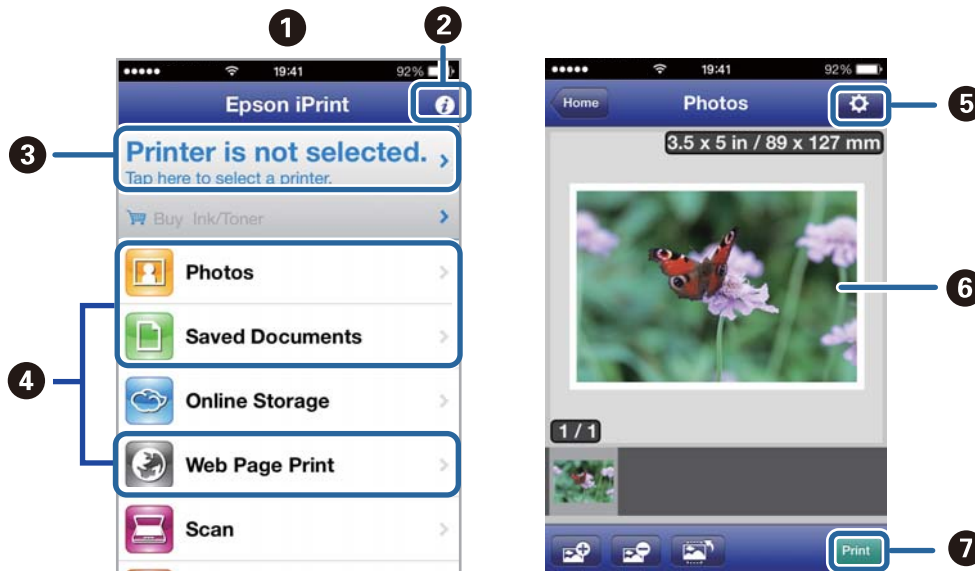 1
2
19:41
92%
Epson iPrint
i
3
Printer is not selected.
Tap here to select a printer.
Buy Ink/Toner
4
Photos
Saved Documents
Online Storage
Web Page Print
Scan
19:41
92%
Home
Photos
5
3.5 x 5 in / 89 x 127 mm
6
1 / 1
Print
7